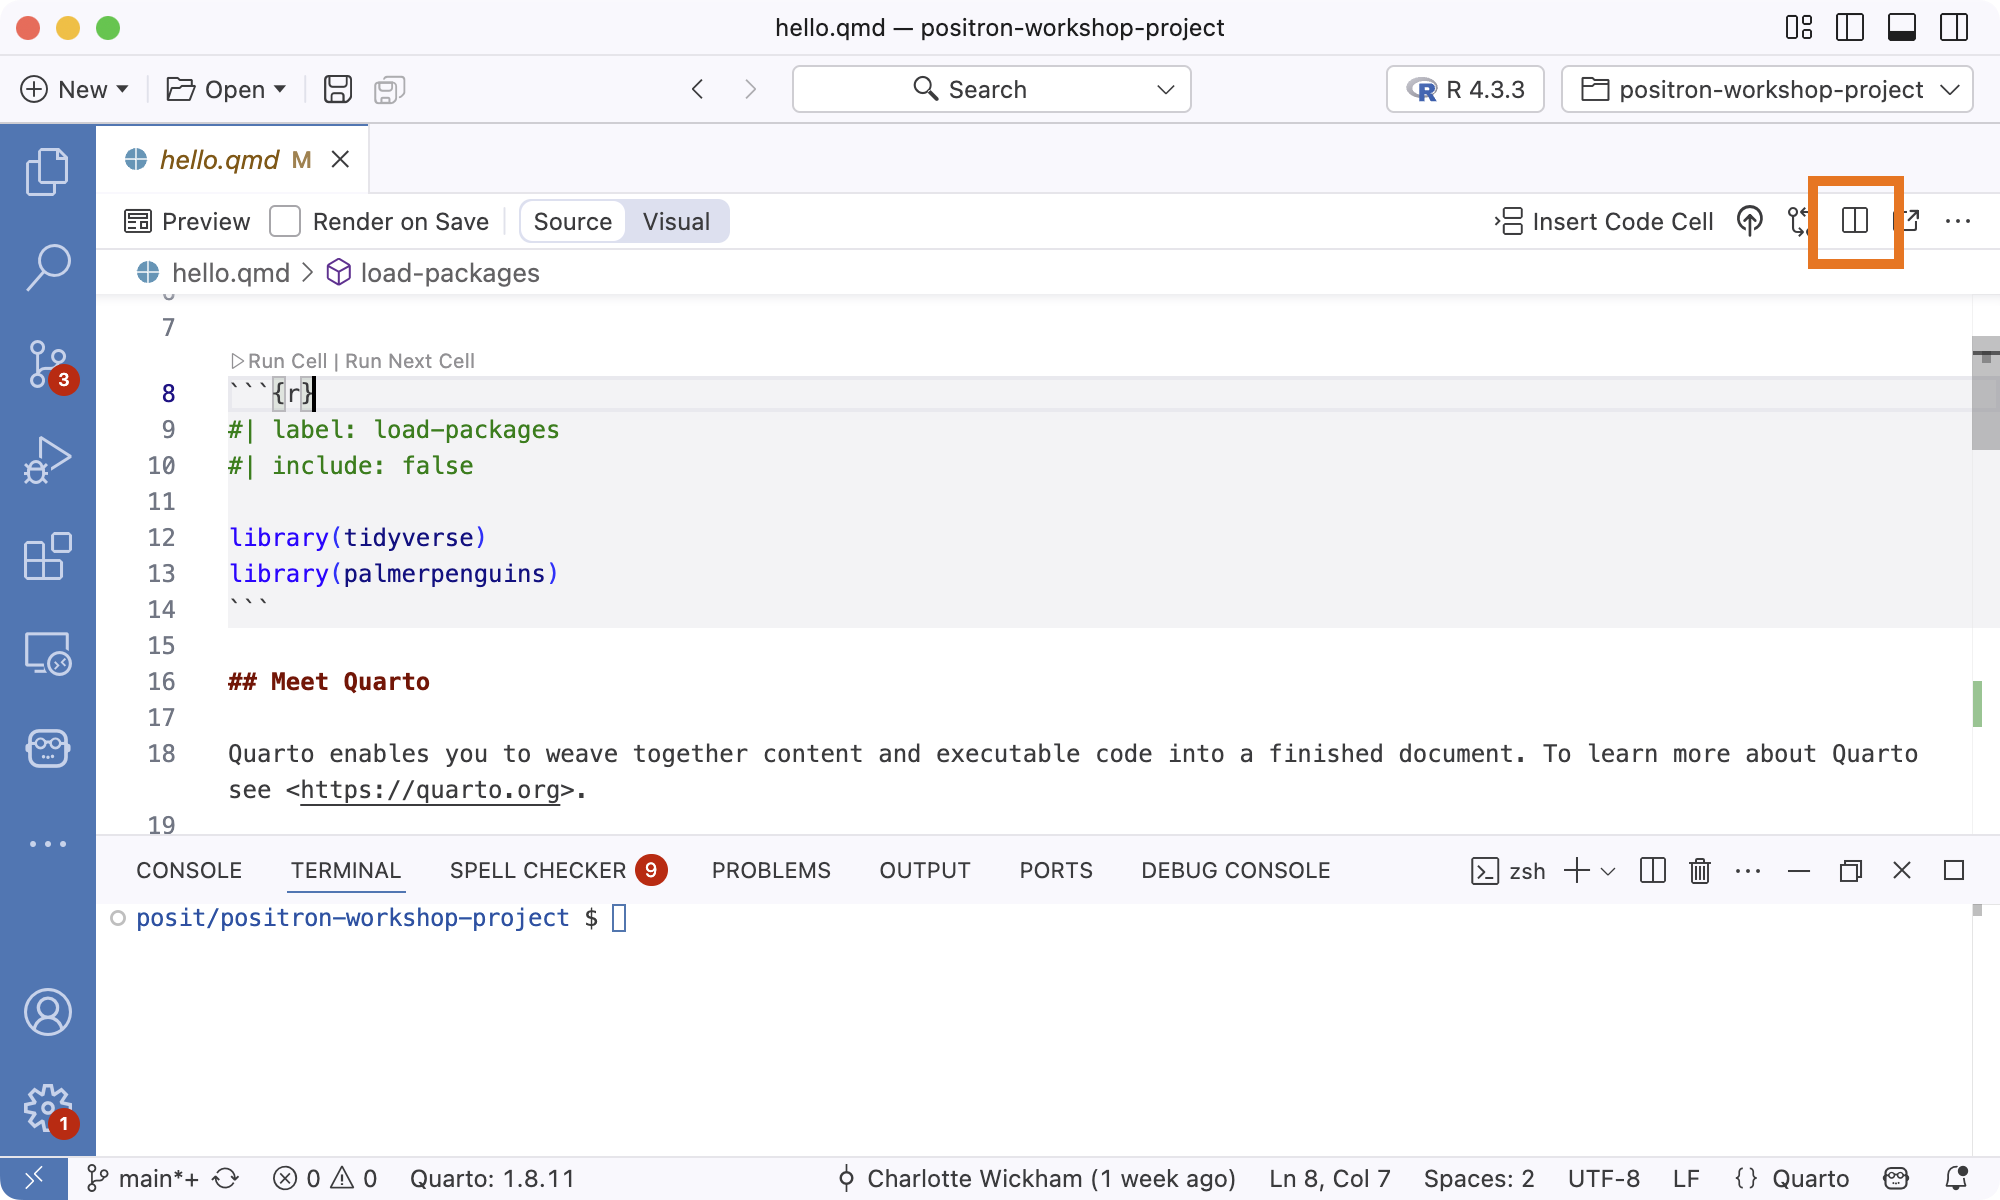 hello.qmd — positron-workshop-project
New Open Search R 4.3.3 positron-workshop-project
hello.qmd M
Preview Render on Save Source Visual Insert Code Cell
hello.qmd > load-packages
7
Run Cell | Run Next Cell
8 ```{r}
9 #| label: load-packages
10 #| include: false
11
12 library(tidyverse)
13 library(palmerpenguins)
14 ```
15
16 ## Meet Quarto
17
18 Quarto enables you to weave together content and executable code into a finished document. To learn more about Quarto
see <https://quarto.org>.
19
3
CONSOLE TERMINAL SPELL CHECKER 9 PROBLEMS OUTPUT PORTS DEBUG CONSOLE zsh
posit/positron-workshop-project $
1
main*+ 0 0 Quarto: 1.8.11 Charlotte Wickham (1 week ago) Ln 8, Col 7 Spaces: 2 UTF-8 LF {} Quarto